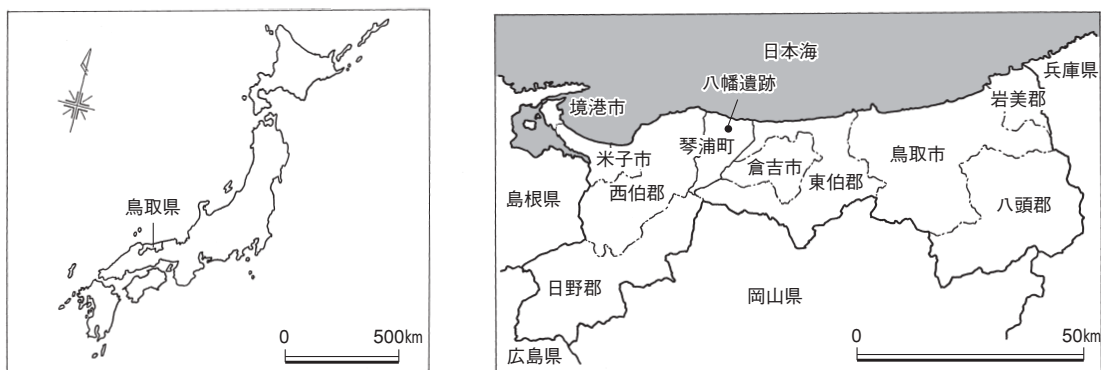 鳥取県
0
500km
日本海
八幡遺跡
兵庫県
境港市
岩美郡
米子市
琴浦町
倉吉市
鳥取市
島根県
西伯郡
東伯郡
八頭郡
日野郡
岡山県
広島県
0
50km